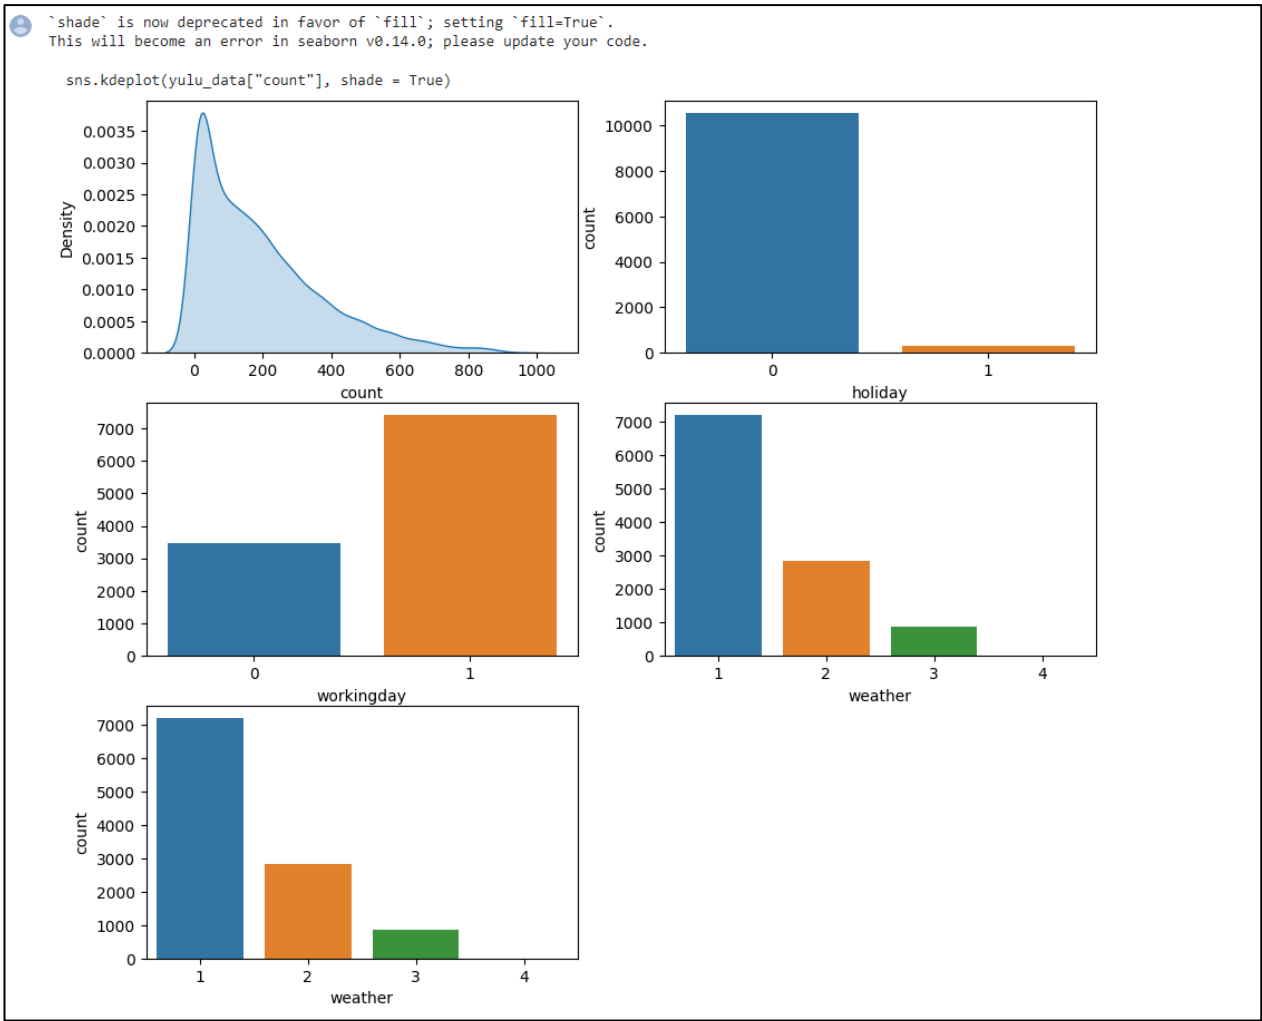 `shade` is now deprecated in favor of `fill`; setting `fill=True`.
This will become an error in seaborn v0.14.0; please update your code.
sns.kdeplot(yulu_data["count"], shade = True)
0.0035
0.0030
0.0025
0.0020
0.0015
0.0010
0.0005
0.0000
Density
0 200 400 600 800 1000
count
10000
8000
6000
4000
2000
0
count
0 1
holiday
7000
6000
5000
4000
3000
2000
1000
0
count
0 1
workingday
7000
6000
5000
4000
3000
2000
1000
0
count
1 2 3 4
weather
7000
6000
5000
4000
3000
2000
1000
0
count
1 2 3 4
weather